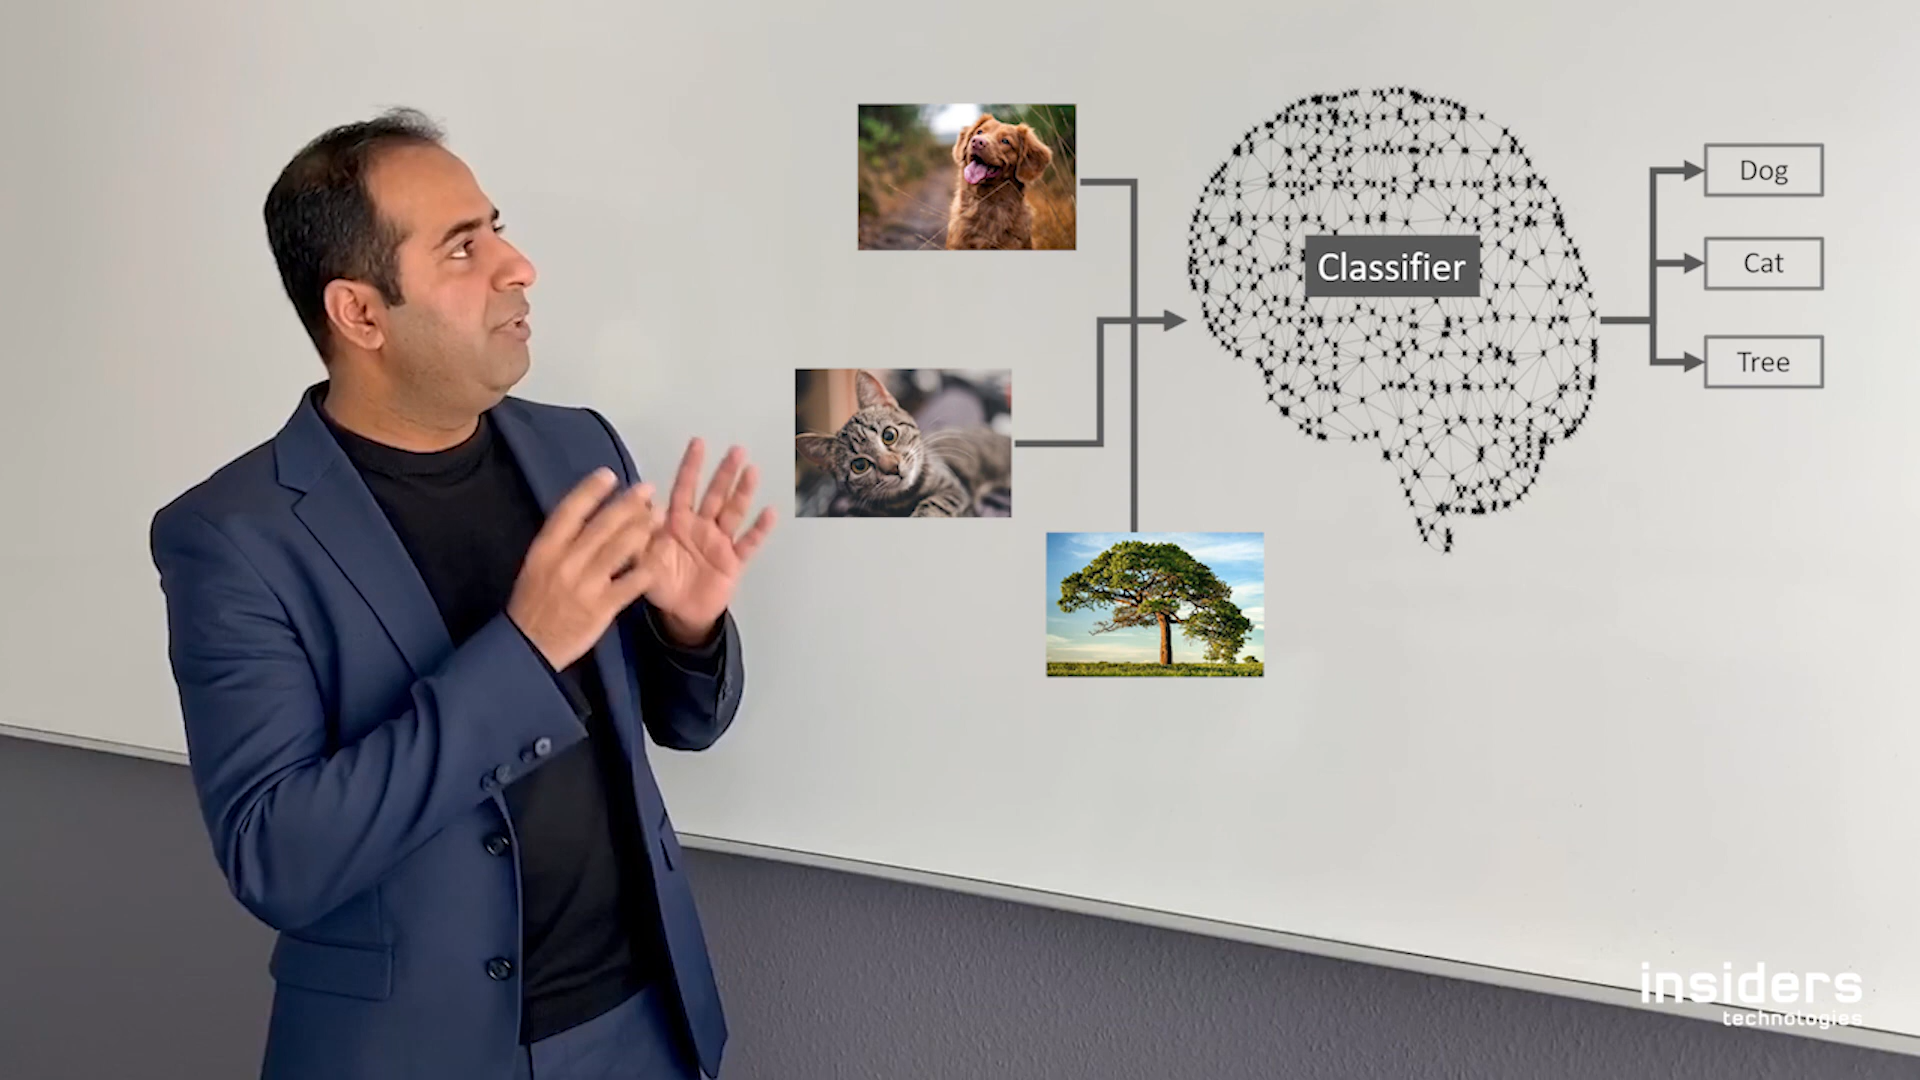 Classifier
Dog
Cat
Tree
insiders
technologies